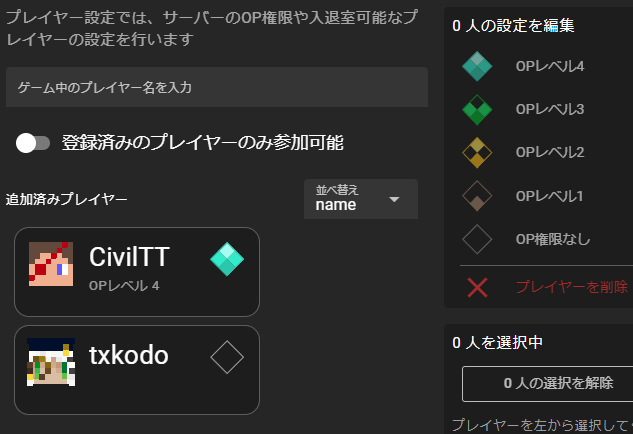 プレイヤー設定では、サーバーのOP権限や入退室可能なプ
レイヤーの設定を行います
ゲーム中のプレイヤー名を入力
登録済みのプレイヤーのみ参加可能
追加済みプレイヤー
並べ替え
name
CivilTT
OPレベル 4
txkodo
0 人の設定を編集
OPレベル4
OPレベル3
OPレベル2
OPレベル1
OP権限なし
プレイヤーを削除
0 人を選択中
0 人の選択を解除
プレイヤーを左から選択して